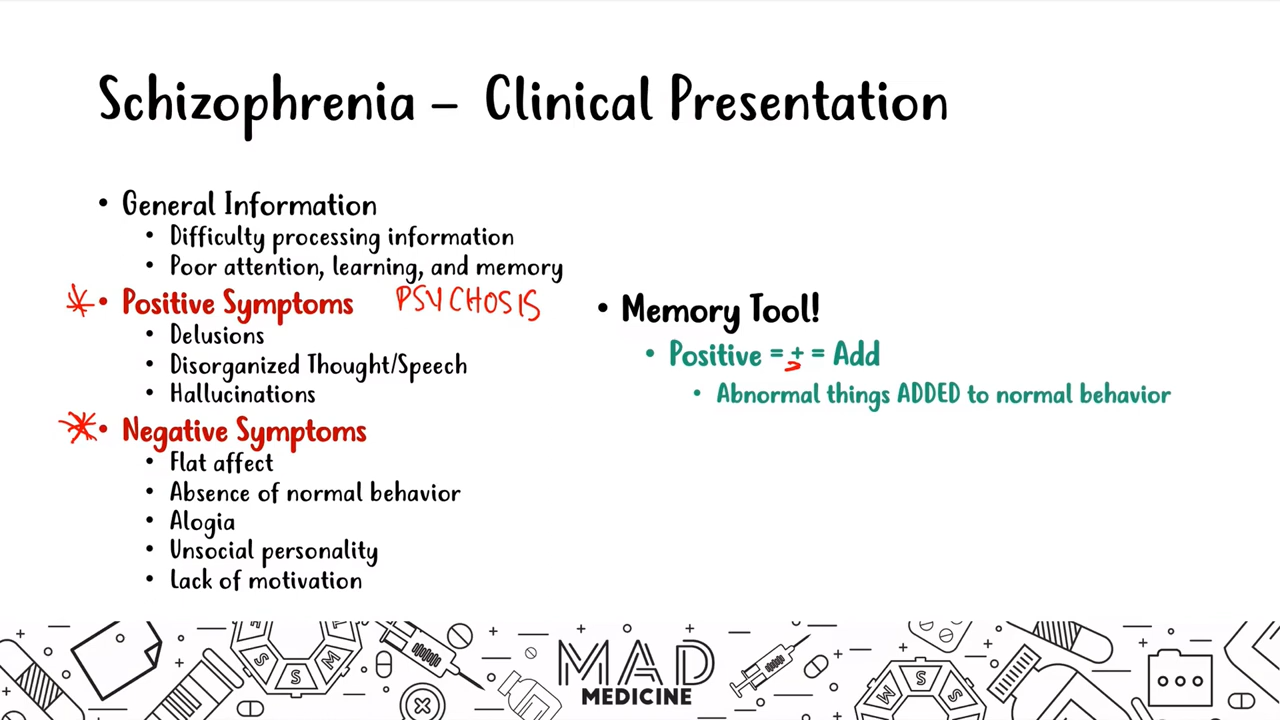 Schizophrenia – Clinical Presentation
• General Information
• Difficulty processing information
• Poor attention, learning, and memory
* • Positive Symptoms PSYCHOSIS
• Delusions
• Disorganized Thought/Speech
• Hallucinations
* • Negative Symptoms
• Flat affect
• Absence of normal behavior
• Alogia
• Unsocial personality
• Lack of motivation
• Memory Tool!
• Positive = + = Add
• Abnormal things ADDED to normal behavior
S S M
MAD
MEDICINE
M S S